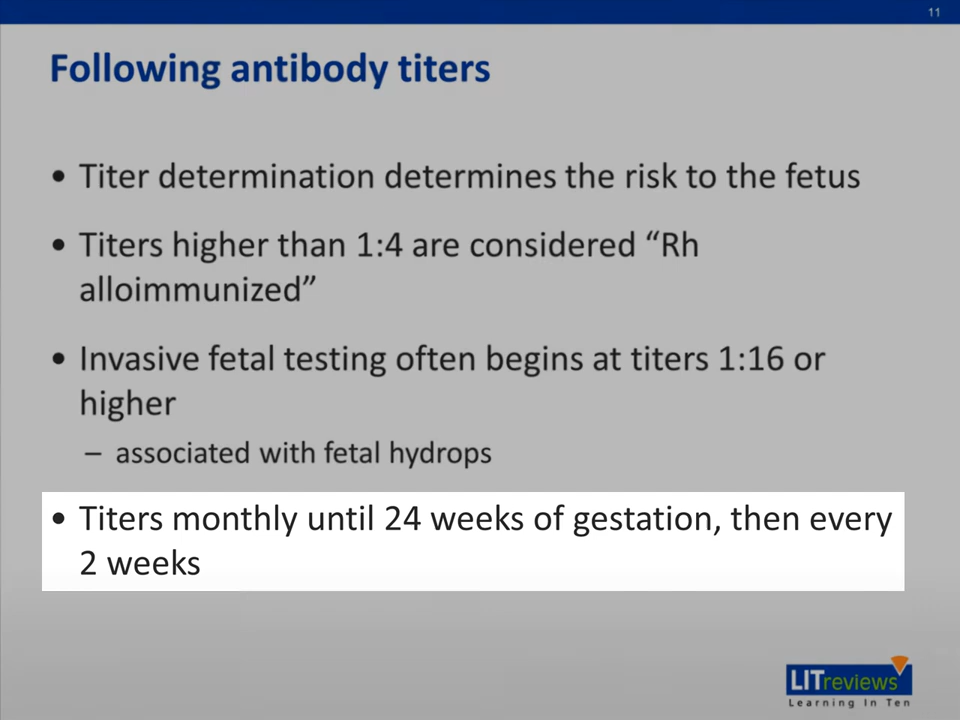 11
Following antibody titers
• Titer determination determines the risk to the fetus
• Titers higher than 1:4 are considered “Rh
alloimmunized”
• Invasive fetal testing often begins at titers 1:16 or
higher
– associated with fetal hydrops
• Titers monthly until 24 weeks of gestation, then every
2 weeks
LITreviews
Learning In Ten